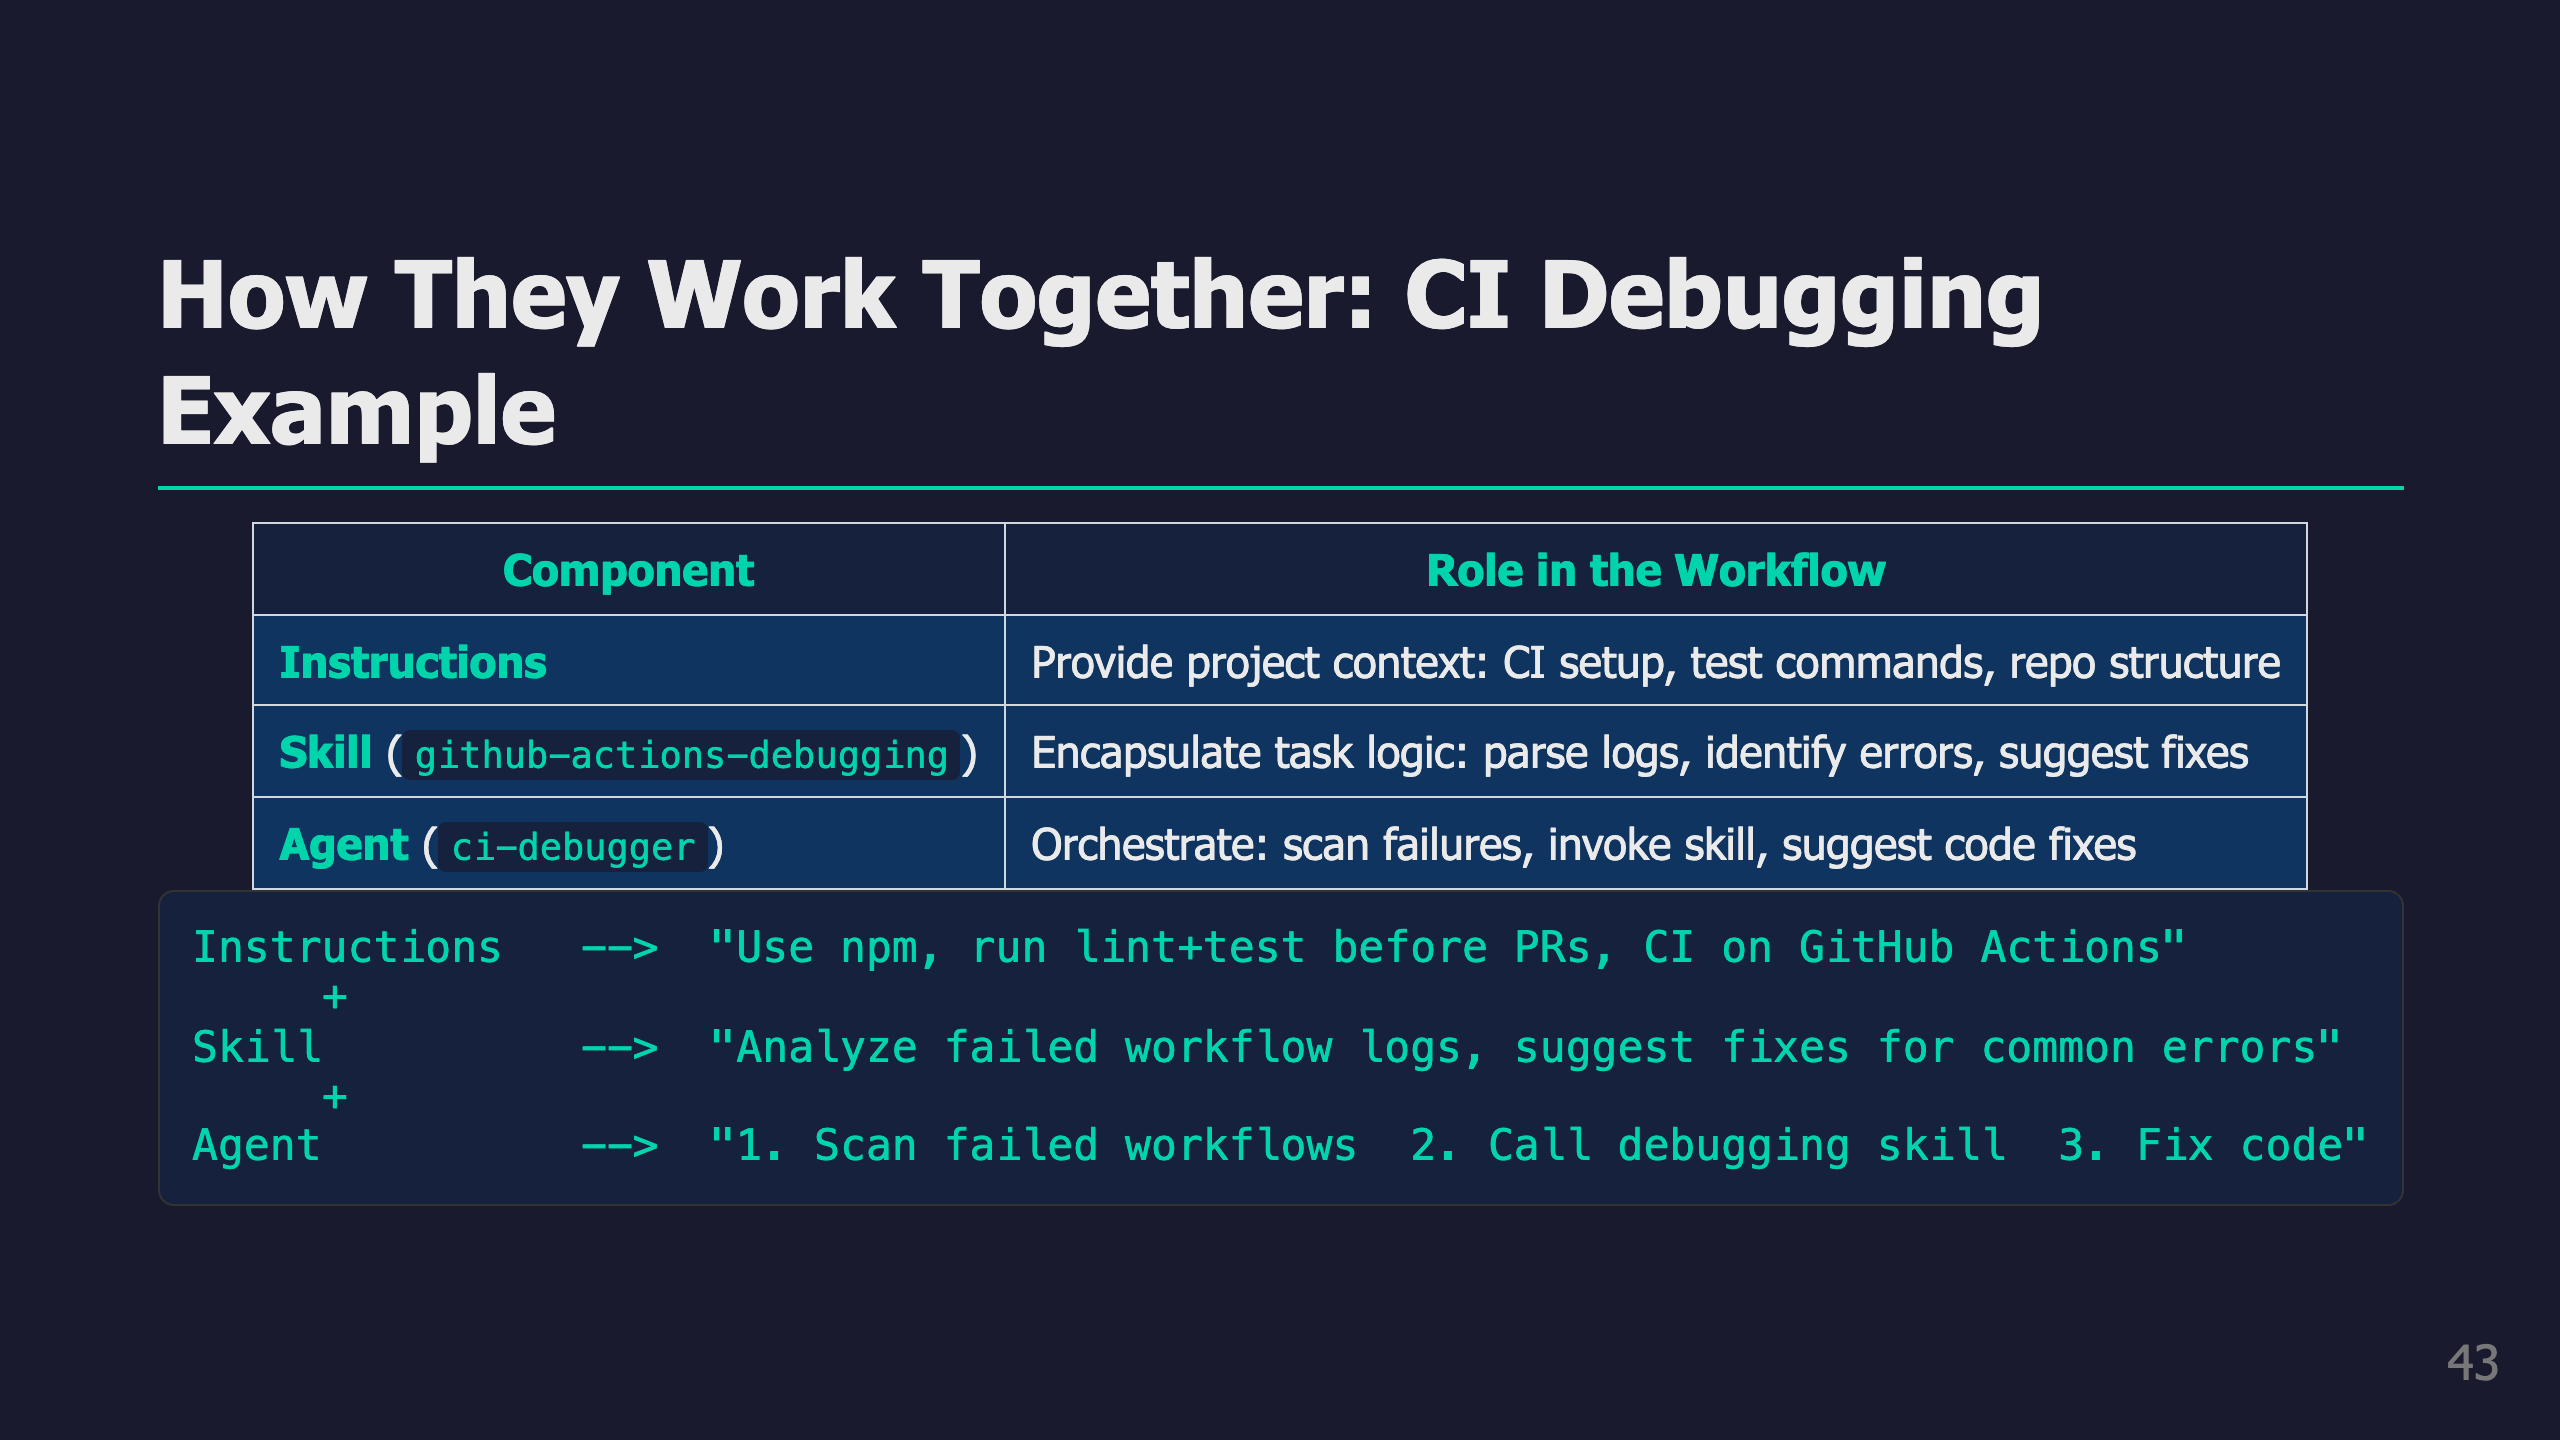 How They Work Together: CI Debugging
Example
Component Role in the Workflow
Instructions Provide project context: CI setup, test commands, repo structure
Skill (github-actions-debugging) Encapsulate task logic: parse logs, identify errors, suggest fixes
Agent (ci-debugger) Orchestrate: scan failures, invoke skill, suggest code fixes
Instructions --> "Use npm, run lint+test before PRs, CI on GitHub Actions"
+
Skill --> "Analyze failed workflow logs, suggest fixes for common errors"
+
Agent --> "1. Scan failed workflows 2. Call debugging skill 3. Fix code"
43